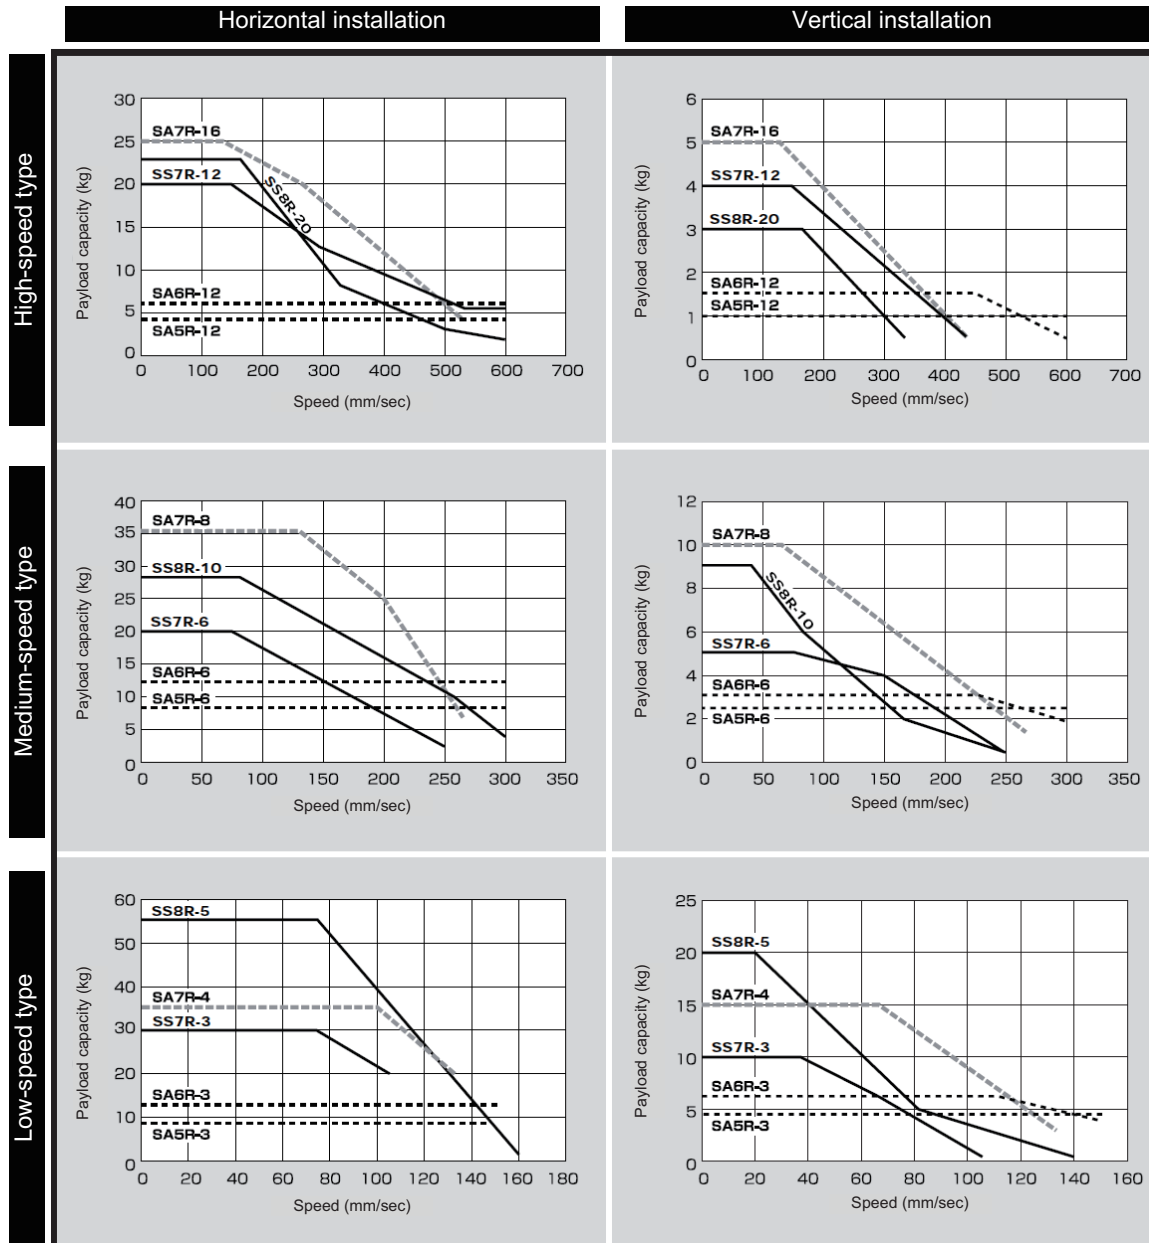 Horizontal installation
Vertical installation
High-speed type
Payload capacity (kg)
30
25
20
15
10
5
0
SA7R-16
SS7R-12
SS8R-20
SA6R-12
SA5R-12
0 100 200 300 400 500 600 700
Speed (mm/sec)
Payload capacity (kg)
6
5
4
3
2
1
0
SA7R-16
SS7R-12
SS8R-20
SA6R-12
SA5R-12
0 100 200 300 400 500 600 700
Speed (mm/sec)
Medium-speed type
Payload capacity (kg)
40
35
30
25
20
15
10
5
0
SA7R-8
SS8R-10
SS7R-6
SA6R-6
SA5R-6
0 50 100 150 200 250 300 350
Speed (mm/sec)
Payload capacity (kg)
12
10
8
6
4
2
0
SA7R-8
SS8R-10
SS7R-6
SA6R-6
SA5R-6
0 50 100 150 200 250 300 350
Speed (mm/sec)
Low-speed type
Payload capacity (kg)
60
50
40
30
20
10
0
SS8R-5
SA7R-4
SS7R-3
SA6R-3
SA5R-3
0 20 40 60 80 100 120 140 160 180
Speed (mm/sec)
Payload capacity (kg)
25
20
15
10
5
0
SS8R-5
SA7R-4
SS7R-3
SA6R-3
SA5R-3
0 20 40 60 80 100 120 140 160
Speed (mm/sec)